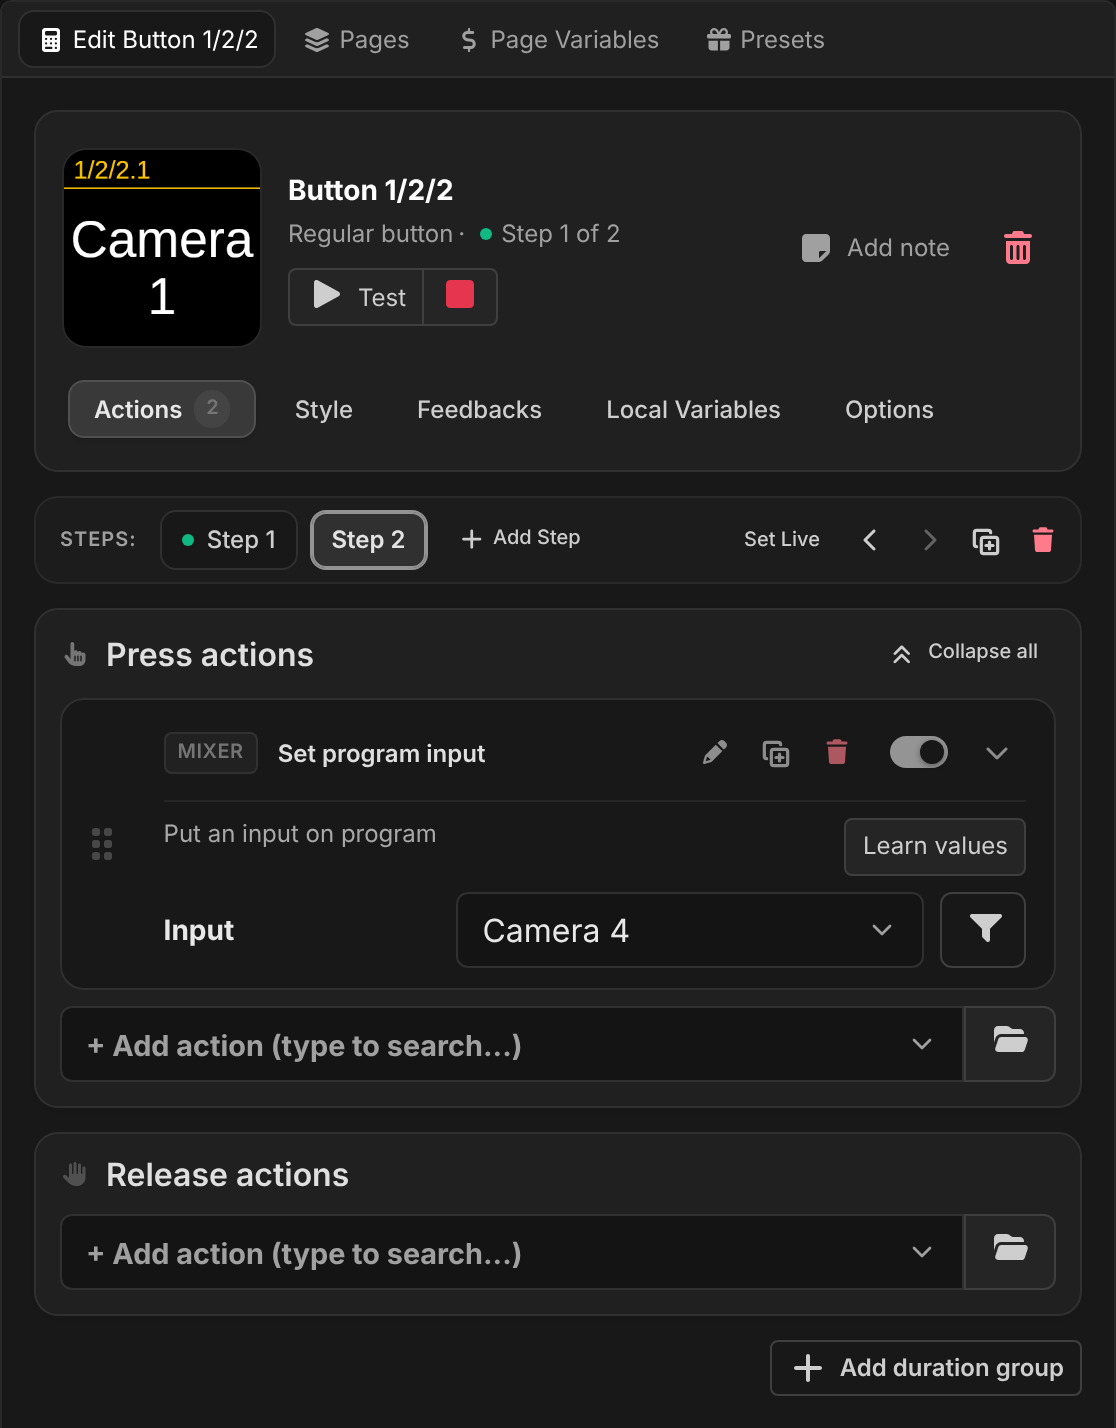 Edit Button 1/2/2 Pages Page Variables Presets
1/2/2.1
Camera
1
Button 1/2/2
Regular button · Step 1 of 2
Test
Add note
Actions 2 Style Feedbacks Local Variables Options
STEPS: Step 1 Step 2 + Add Step Set Live
Press actions Collapse all
MIXER Set program input
Put an input on program Learn values
Input Camera 4
+ Add action (type to search...)
Release actions
+ Add action (type to search...)
+ Add duration group